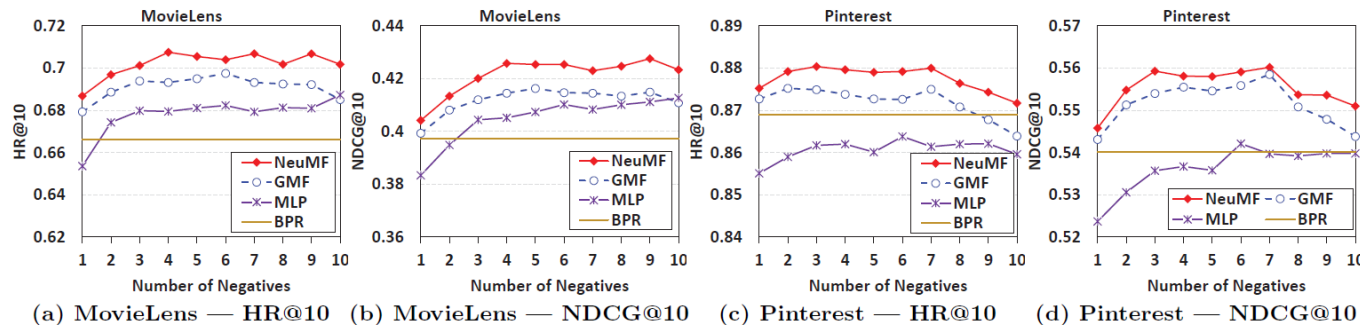 MovieLens
0.72
0.7
0.68
0.66
0.64
0.62
HR@10
NeuMF
GMF
MLP
BPR
1 2 3 4 5 6 7 8 9 10
Number of Negatives
(a) MovieLens — HR@10
MovieLens
0.44
0.42
0.4
0.38
0.36
NDCG@10
NeuMF
GMF
MLP
BPR
1 2 3 4 5 6 7 8 9 10
Number of Negatives
(b) MovieLens — NDCG@10
Pinterest
0.89
0.88
0.87
0.86
0.85
0.84
HR@10
NeuMF
GMF
MLP
BPR
1 2 3 4 5 6 7 8 9 10
Number of Negatives
(c) Pinterest — HR@10
Pinterest
0.57
0.56
0.55
0.54
0.53
0.52
NDCG@10
NeuMF GMF
MLP BPR
1 2 3 4 5 6 7 8 9 10
Number of Negatives
(d) Pinterest — NDCG@10